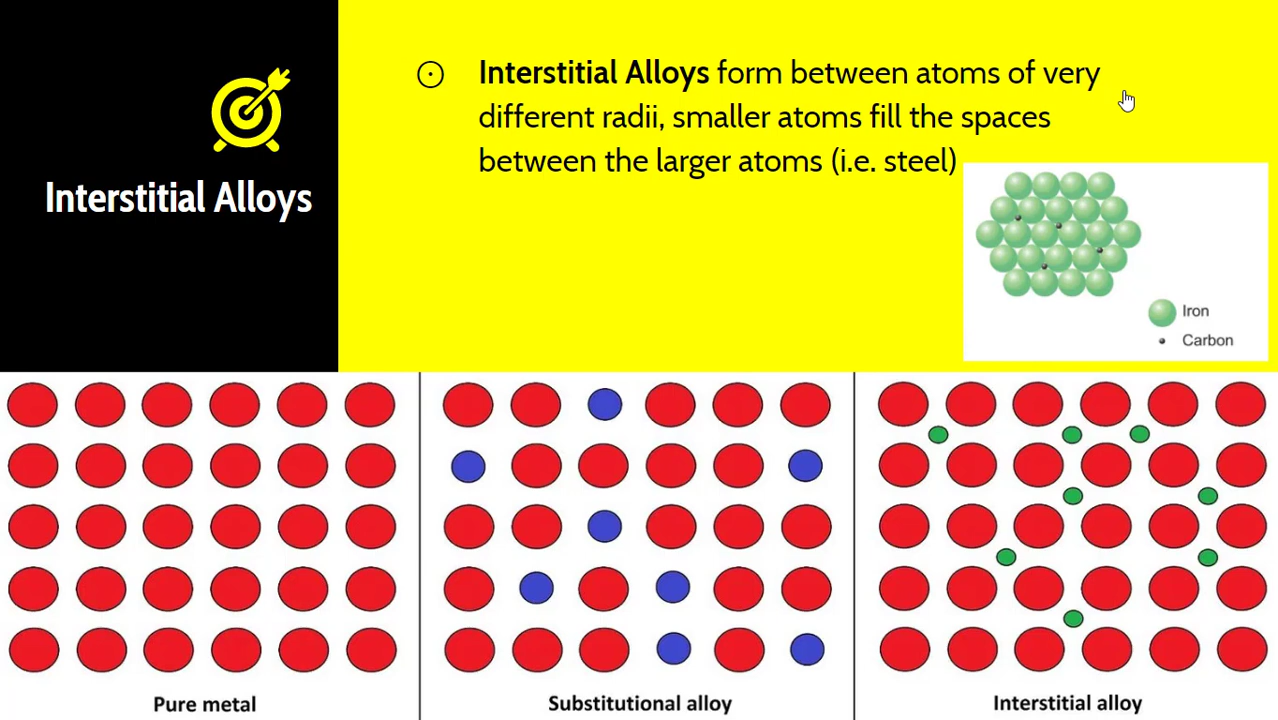 Interstitial Alloys
Interstitial Alloys form between atoms of very
different radii, smaller atoms fill the spaces
between the larger atoms (i.e. steel)
Iron
Carbon
Pure metal
Substitutional alloy
Interstitial alloy